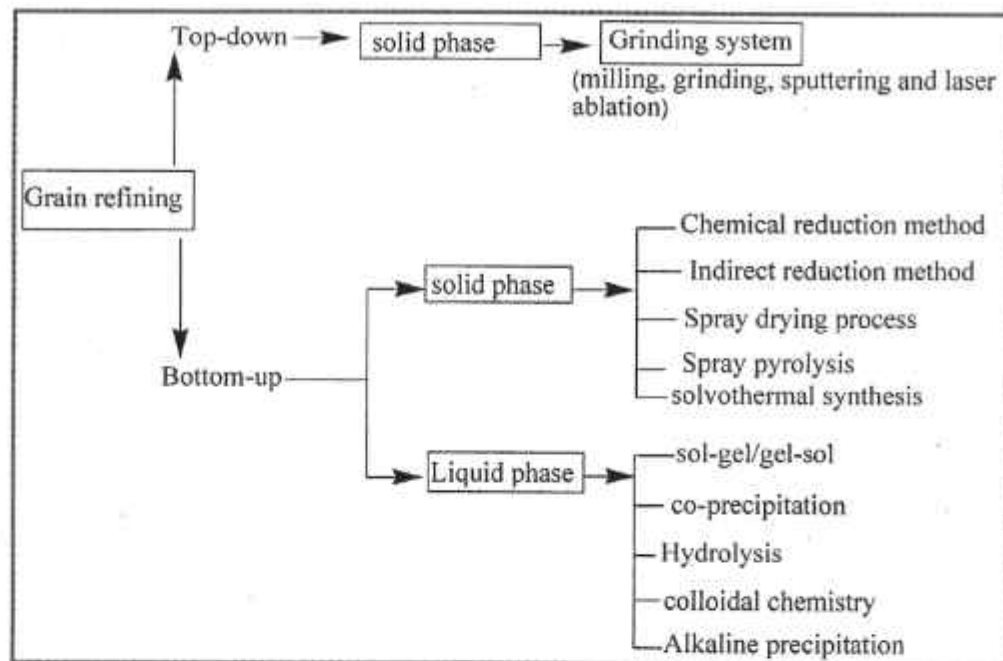 Top-down
solid phase
Grinding system
(milling, grinding, sputtering and laser
ablation)
Grain refining
Chemical reduction method
solid phase
Indirect reduction method
Spray drying process
Bottom-up
Spray pyrolysis
solvothermal synthesis
Liquid phase
sol-gel/gel-sol
co-precipitation
Hydrolysis
colloidal chemistry
Alkaline precipitation